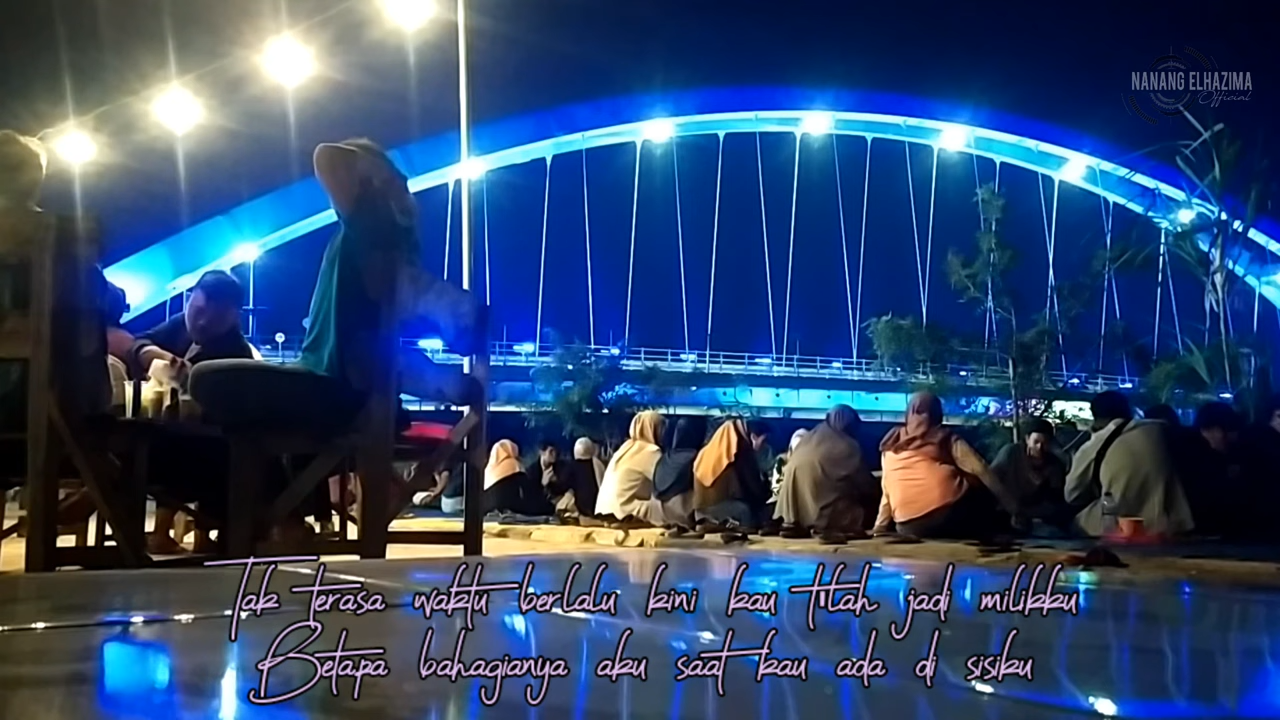 NANANG ELHAZIMA
Official
Tak terasa waktu berlalu kini kau tlah jadi milikku
Betapa bahagianya aku saat kau ada di sisiku